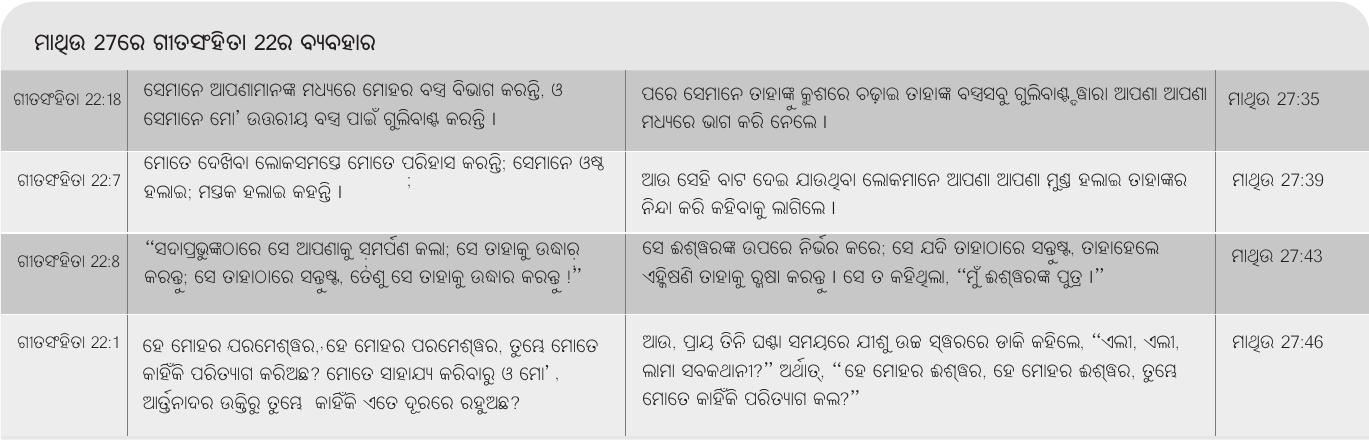 ମାଥିଉ 27ରେ ଗୀତସଂହିତା 22ର ବ୍ୟବହାର
ଗୀତସଂହିତା 22:18
ସେମାନେ ଆପଣାମାନଙ୍କ ମଧ୍ୟରେ ମୋହର ବସ୍ତ୍ର ବିଭାଗ କରନ୍ତି, ଓ
ସେମାନେ ମୋ’ ଉତ୍ତରୀୟ ବସ୍ତ୍ର ପାଇଁ ଗୁଲିବାଣ୍ଟ କରନ୍ତି ।
ପରେ ସେମାନେ ତାହାଙ୍କୁ କ୍ରୁଶରେ ଚଢ଼ାଇ ତାହାଙ୍କ ବସ୍ତ୍ରସବୁ ଗୁଲିବାଣ୍ଟଦ୍ୱାରା ଆପଣା ଆପଣା
ମଧ୍ୟରେ ଭାଗ କରି ନେଲେ ।
ମାଥିଉ 27:35
ଗୀତସଂହିତା 22:7
ମୋତେ ଦେଖିବା ଲୋକସମସ୍ତେ ମୋତେ ପରିହାସ କରନ୍ତି; ସେମାନେ ଓଷ୍ଠ
ହଲାଇ; ମସ୍ତକ ହଲାଇ କହନ୍ତି ।
ଆଉ ସେହି ବାଟ ଦେଇ ଯାଉଥିବା ଲୋକମାନେ ଆପଣା ଆପଣା ମୁଣ୍ଡ ହଲାଇ ତାହାଙ୍କର
ନିନ୍ଦା କରି କହିବାକୁ ଲାଗିଲେ ।
ମାଥିଉ 27:39
ଗୀତସଂହିତା 22:8
“ସଦାପ୍ରଭୁଙ୍କଠାରେ ସେ ଆପଣାକୁ ସମର୍ପଣ କଲା; ସେ ତାହାକୁ ଉଦ୍ଧାର
କରନ୍ତୁ; ସେ ତାହାଠାରେ ସନ୍ତୁଷ୍ଟ, ତେଣୁ ସେ ତାହାକୁ ଉଦ୍ଧାର କରନ୍ତୁ !”
ସେ ଈଶ୍ୱରଙ୍କ ଉପରେ ନିର୍ଭର କରେ; ସେ ଯଦି ତାହାଠାରେ ସନ୍ତୁଷ୍ଟ, ତାହାହେଲେ
ଏହିକ୍ଷଣି ତାହାକୁ ରକ୍ଷା କରନ୍ତୁ । ସେ ତ କହିଥିଲା, “ମୁଁ ଈଶ୍ୱରଙ୍କ ପୁତ୍ର ।”
ମାଥିଉ 27:43
ଗୀତସଂହିତା 22:1
ହେ ମୋହର ପରମେଶ୍ୱର, ହେ ମୋହର ପରମେଶ୍ୱର, ତୁମ୍ଭେ ମୋତେ
କାହିଁକି ପରିତ୍ୟାଗ କରିଅଛ? ମୋତେ ସାହାଯ୍ୟ କରିବାରୁ ଓ ମୋ’ ,
ଆର୍ତ୍ତନାଦର ଉକ୍ତିରୁ ତୁମ୍ଭେ କାହିଁକି ଏତେ ଦୂରରେ ରହୁଅଛ?
ଆଉ, ପ୍ରାୟ ତିନି ଘଣ୍ଟା ସମୟରେ ଯୀଶୁ ଉଚ୍ଚ ସ୍ୱରରେ ଡାକି କହିଲେ, “ଏଲୀ, ଏଲୀ,
ଲାମା ସବକଥାନୀ?” ଅର୍ଥାତ୍, “ହେ ମୋହର ଈଶ୍ୱର, ହେ ମୋହର ଈଶ୍ୱର, ତୁମ୍ଭେ
ମୋତେ କାହିଁକି ପରିତ୍ୟାଗ କଲ?”
ମାଥିଉ 27:46